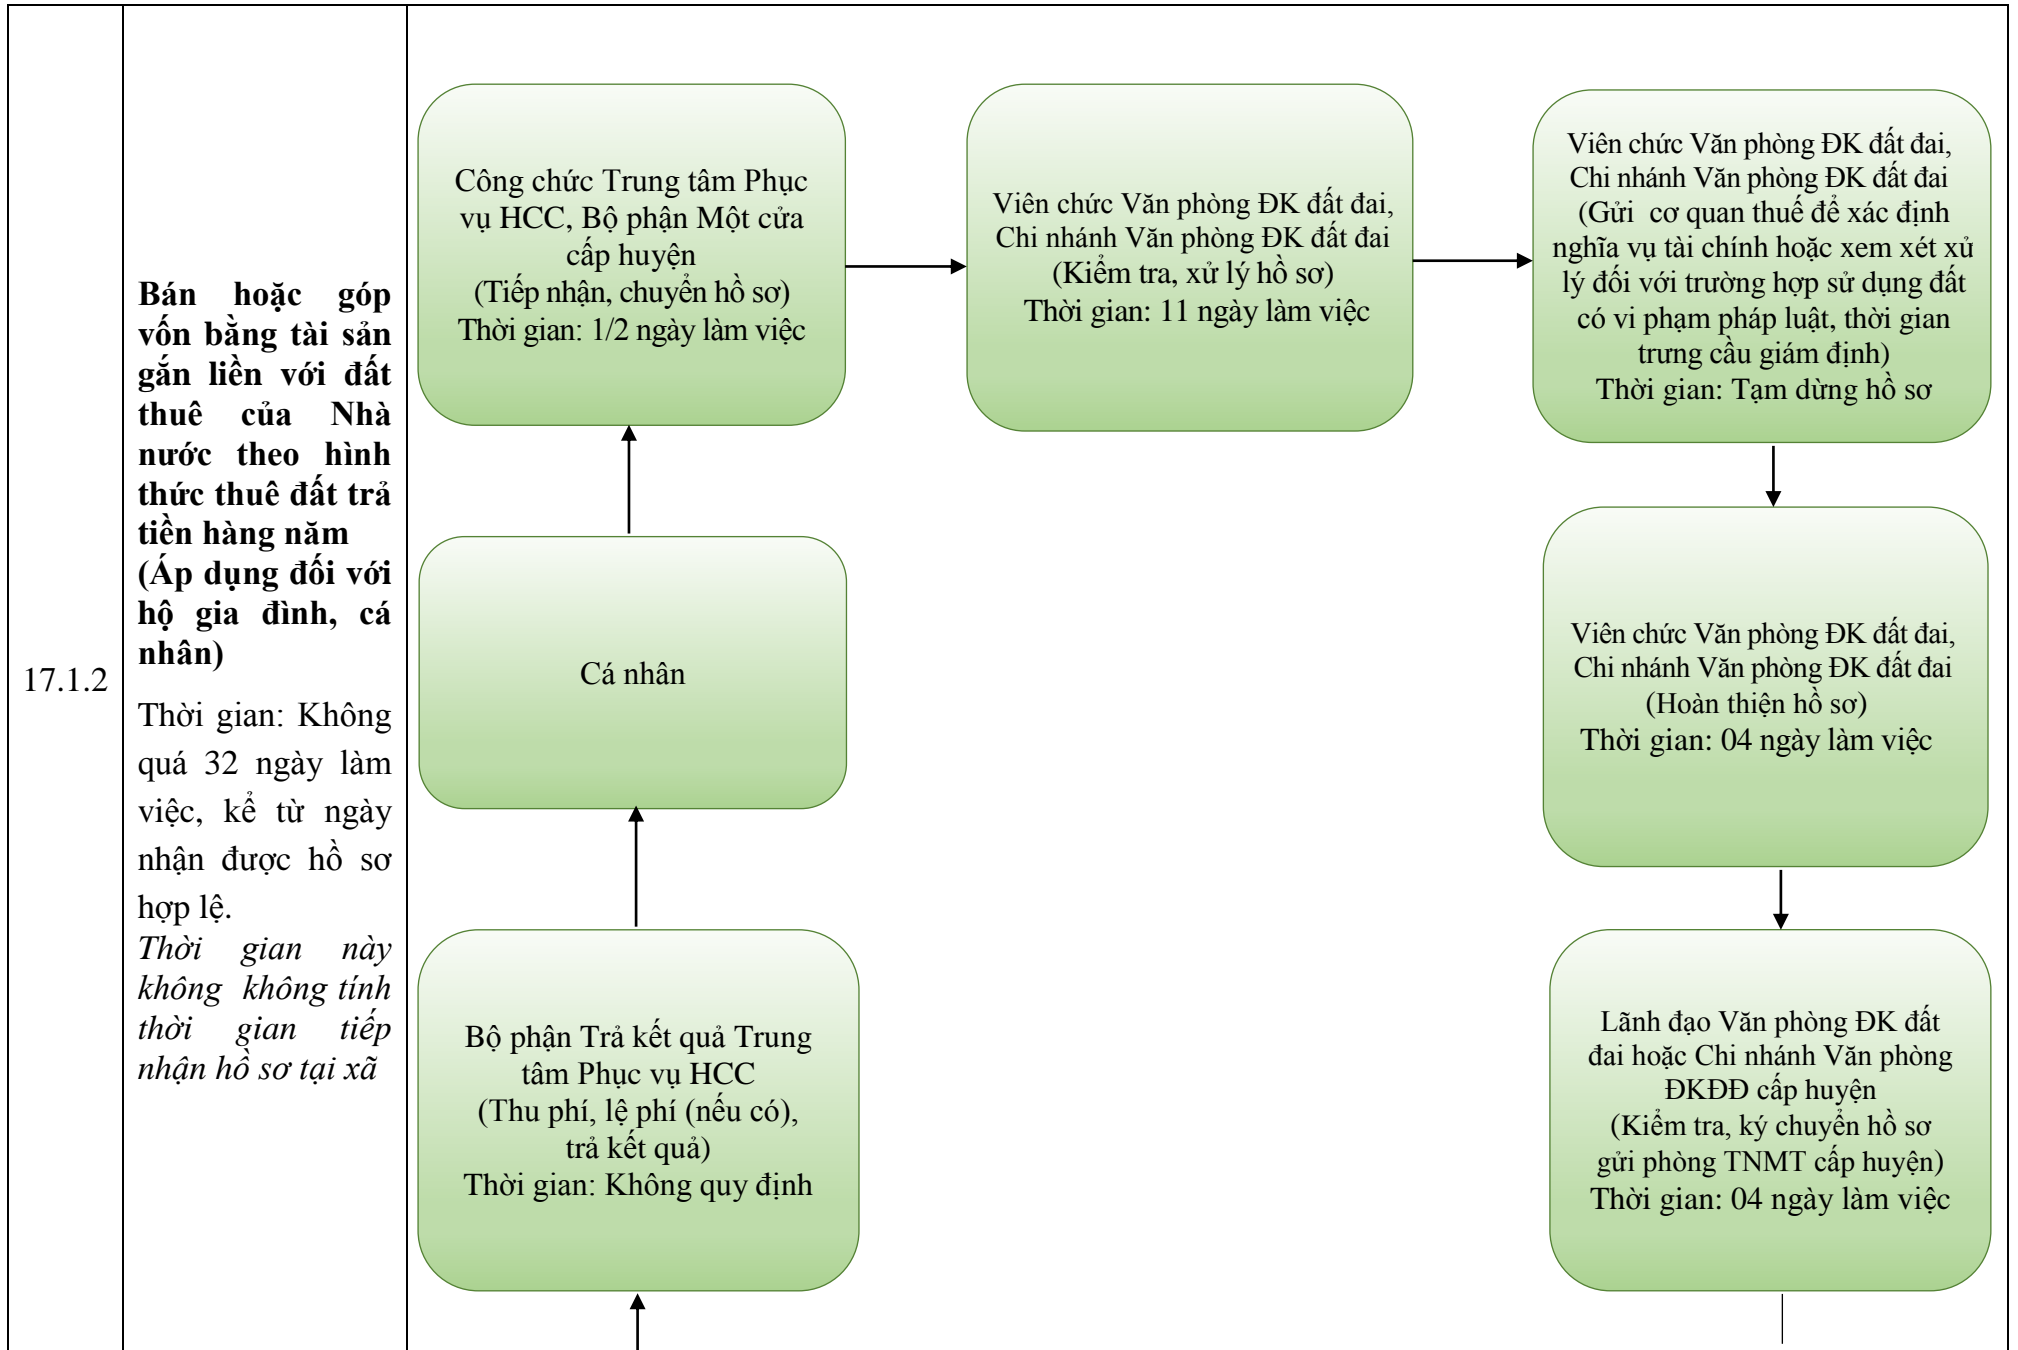 17.1.2
Bán hoặc góp
vốn bằng tài sản
gắn liền với đất
thuê của Nhà
nước theo hình
thức thuê đất trả
tiền hàng năm
(Áp dụng đối với
hộ gia đình, cá
nhân)
Thời gian: Không
quá 32 ngày làm
việc, kể từ ngày
nhận được hồ sơ
hợp lệ.
Thời gian này
không không tính
thời gian tiếp
nhận hồ sơ tại xã
Công chức Trung tâm Phục
vụ HCC, Bộ phận Một cửa
cấp huyện
(Tiếp nhận, chuyển hồ sơ)
Thời gian: 1/2 ngày làm việc
Viên chức Văn phòng ĐK đất đai,
Chi nhánh Văn phòng ĐK đất đai
(Kiểm tra, xử lý hồ sơ)
Thời gian: 11 ngày làm việc
Viên chức Văn phòng ĐK đất đai,
Chi nhánh Văn phòng ĐK đất đai
(Gửi cơ quan thuế để xác định
nghĩa vụ tài chính hoặc xem xét xử
lý đối với trường hợp sử dụng đất
có vi phạm pháp luật, thời gian
trưng cầu giám định)
Thời gian: Tạm dừng hồ sơ
Cá nhân
Viên chức Văn phòng ĐK đất đai,
Chi nhánh Văn phòng ĐK đất đai
(Hoàn thiện hồ sơ)
Thời gian: 04 ngày làm việc
Bộ phận Trả kết quả Trung
tâm Phục vụ HCC
(Thu phí, lệ phí (nếu có),
trả kết quả)
Thời gian: Không quy định
Lãnh đạo Văn phòng ĐK đất
đai hoặc Chi nhánh Văn phòng
ĐKĐĐ cấp huyện
(Kiểm tra, ký chuyển hồ sơ
gửi phòng TNMT cấp huyện)
Thời gian: 04 ngày làm việc